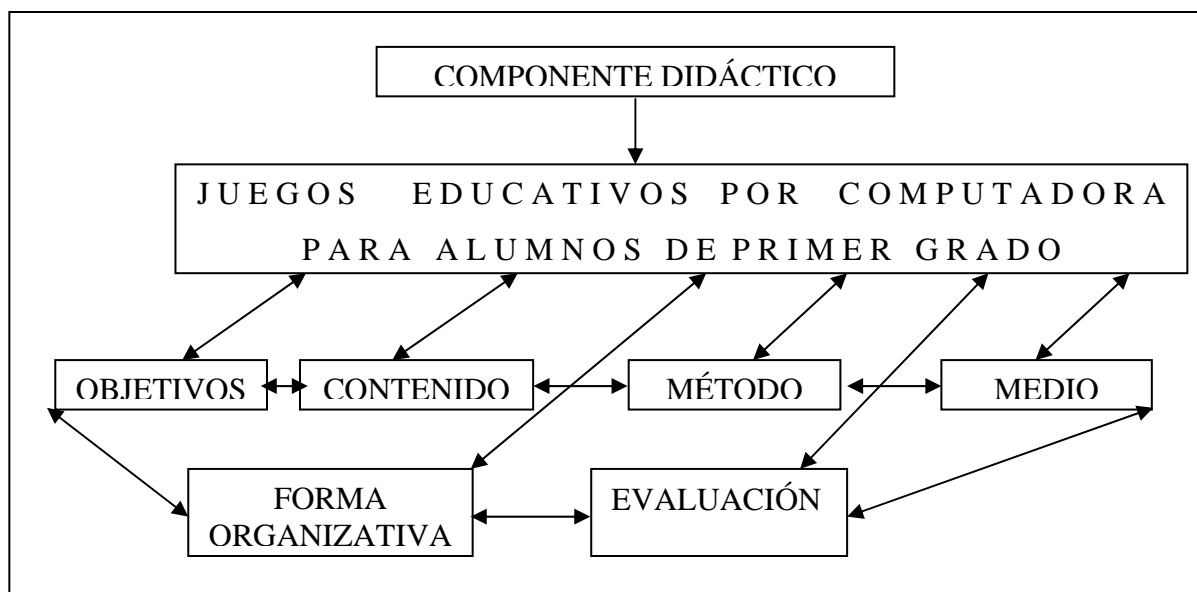 COMPONENTE DIDÁCTICO
JUEGOS EDUCATIVOS POR COMPUTADORA
PARA ALUMNOS DE PRIMER GRADO
OBJETIVOS
CONTENIDO
MÉTODO
MEDIO
FORMA
ORGANIZATIVA
EVALUACIÓN